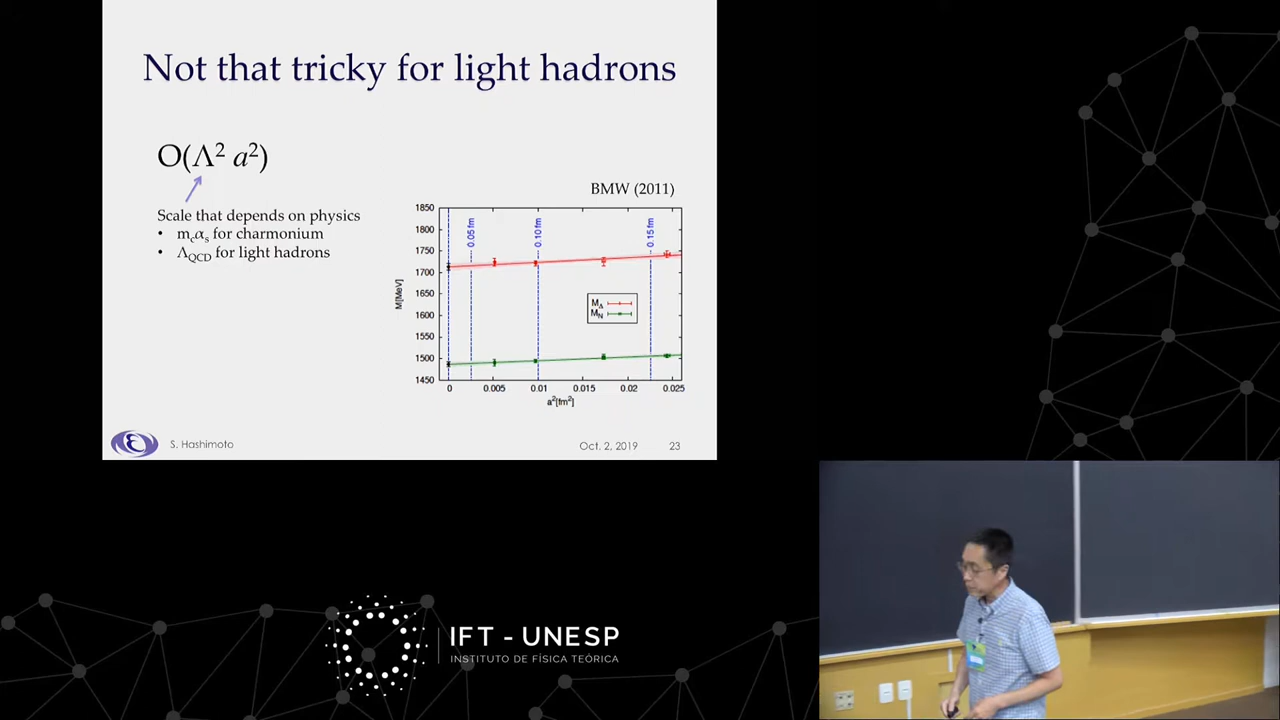 Not that tricky for light hadrons
O(Λ² a²)
Scale that depends on physics
• m_cα_s for charmonium
• Λ_QCD for light hadrons
BMW (2011)
1850
1800
1750
1700
1650
1600
1550
1500
1450
M[MeV]
0.05 fm
0.10 fm
0.15 fm
M_Δ
M_N
0 0.005 0.01 0.015 0.02 0.025
a²[fm²]
S. Hashimoto
Oct. 2, 2019 23
IFT - UNESP
INSTITUTO DE FÍSICA TEÓRICA